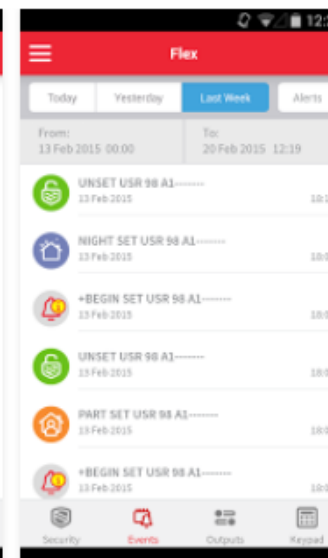 12:
Flex
Today Yesterday Last Week Alerts
From: To:
13 Feb 2015 00.00 20 Feb 2015 12:19
UNSET USR 98 A1--------
13 Feb 2015
NIGHT SET USR 98 A1--------
13 Feb 2015
+BEGIN SET USR 98 A1--------
13 Feb 2015
UNSET USR 98 A1--------
13 Feb 2015
PART SET USR 98 A1--------
13 Feb 2015
+BEGIN SET USR 98 A1--------
13 Feb 2015
Security Events Outputs Keypad